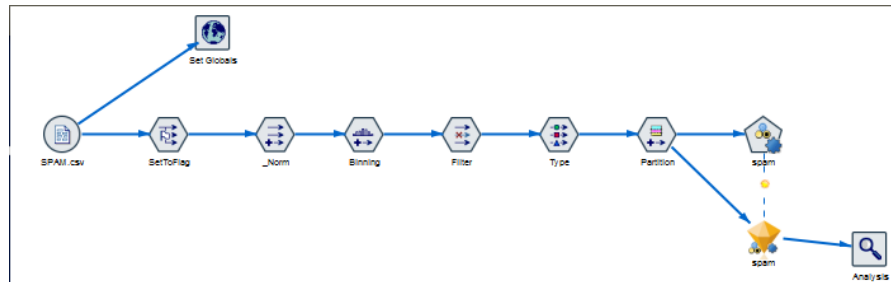 Set Globals
SPAM.csv
SetToFlag
_Norm
Binning
Filter
Type
Partition
spam
spam
Analysis